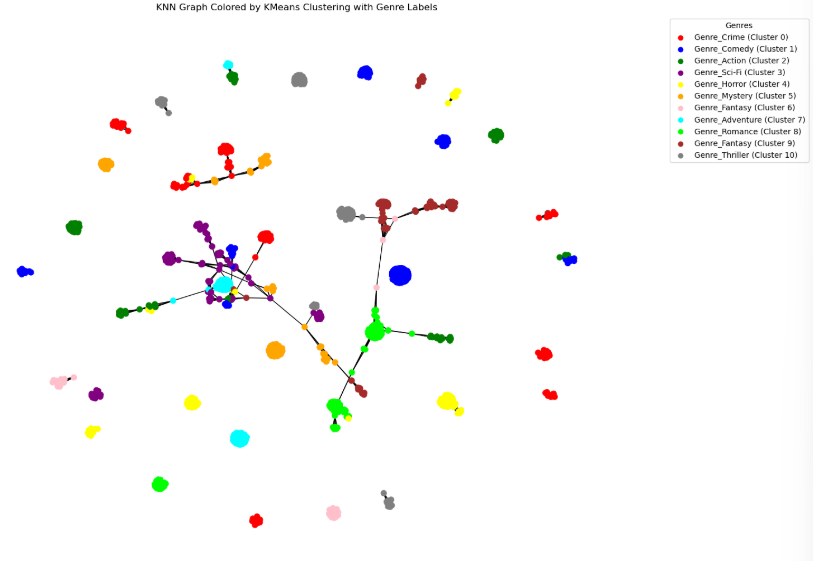 KNN Graph Colored by KMeans Clustering with Genre Labels
Genres
Genre_Crime (Cluster 0)
Genre_Comedy (Cluster 1)
Genre_Action (Cluster 2)
Genre_Sci-Fi (Cluster 3)
Genre_Horror (Cluster 4)
Genre_Mystery (Cluster 5)
Genre_Fantasy (Cluster 6)
Genre_Adventure (Cluster 7)
Genre_Romance (Cluster 8)
Genre_Fantasy (Cluster 9)
Genre_Thriller (Cluster 10)